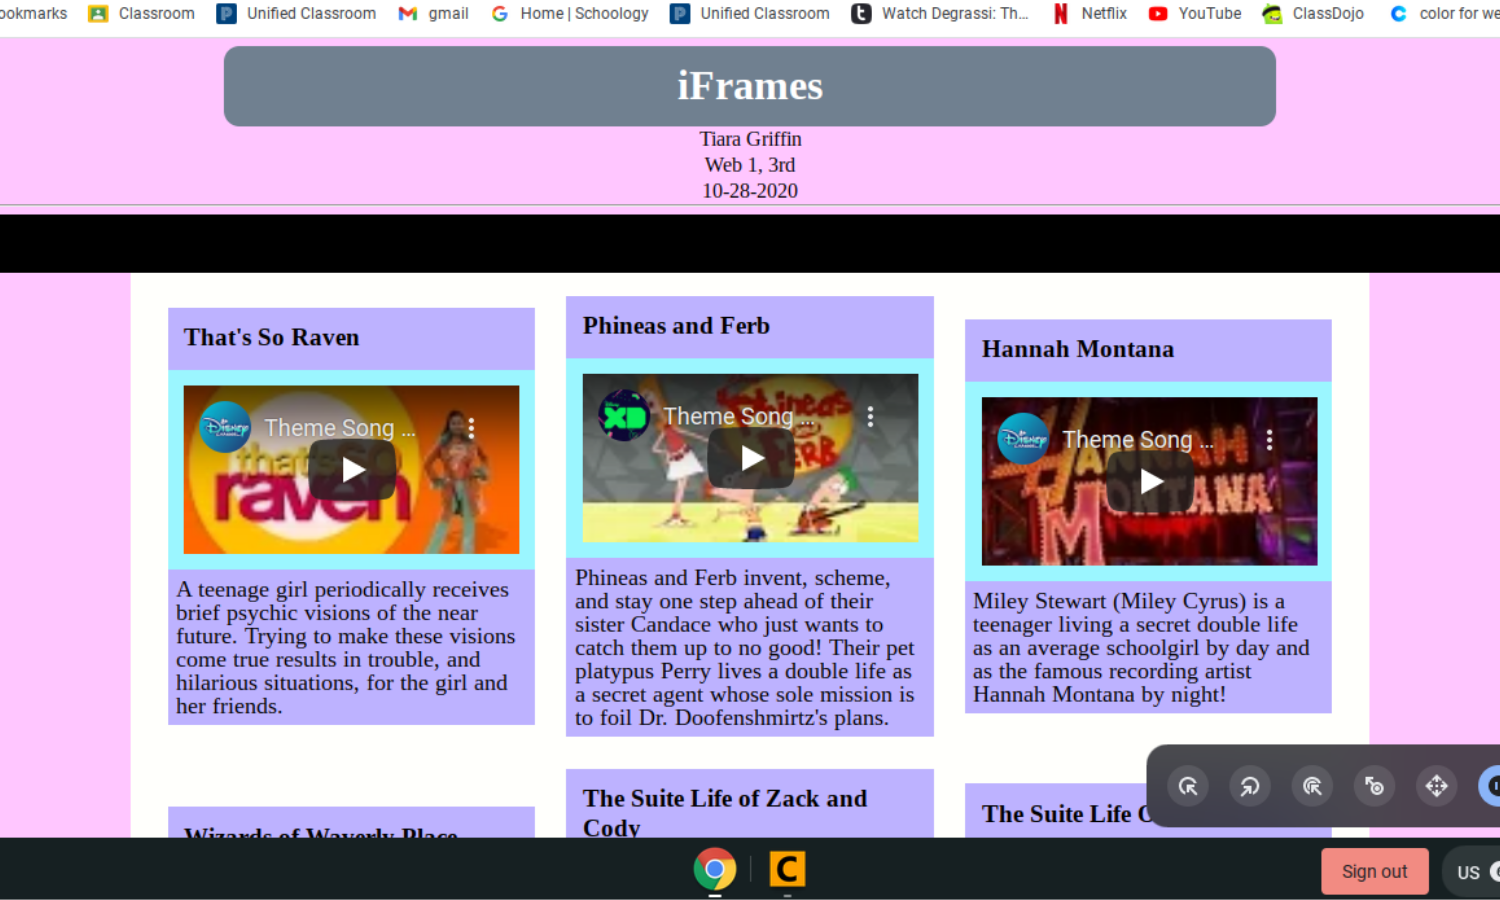 ookmarks Classroom Unified Classroom gmail Home | Schoology Unified Classroom Watch Degrassi: Th... Netflix YouTube ClassDojo color for we
iFrames
Tiara Griffin
Web 1, 3rd
10-28-2020
That's So Raven
Theme Song ...
that's so
raven
A teenage girl periodically receives
brief psychic visions of the near
future. Trying to make these visions
come true results in trouble, and
hilarious situations, for the girl and
her friends.
Phineas and Ferb
XD
Theme Song ...
Phineas
FERB
Phineas and Ferb invent, scheme,
and stay one step ahead of their
sister Candace who just wants to
catch them up to no good! Their pet
platypus Perry lives a double life as
a secret agent whose sole mission is
to foil Dr. Doofenshmirtz's plans.
Hannah Montana
Theme Song ...
HANNAH
MONTANA
Miley Stewart (Miley Cyrus) is a
teenager living a secret double life
as an average schoolgirl by day and
as the famous recording artist
Hannah Montana by night!
Wizards of Waverly Place
The Suite Life of Zack and
Cody
The Suite Life O
Sign out
US